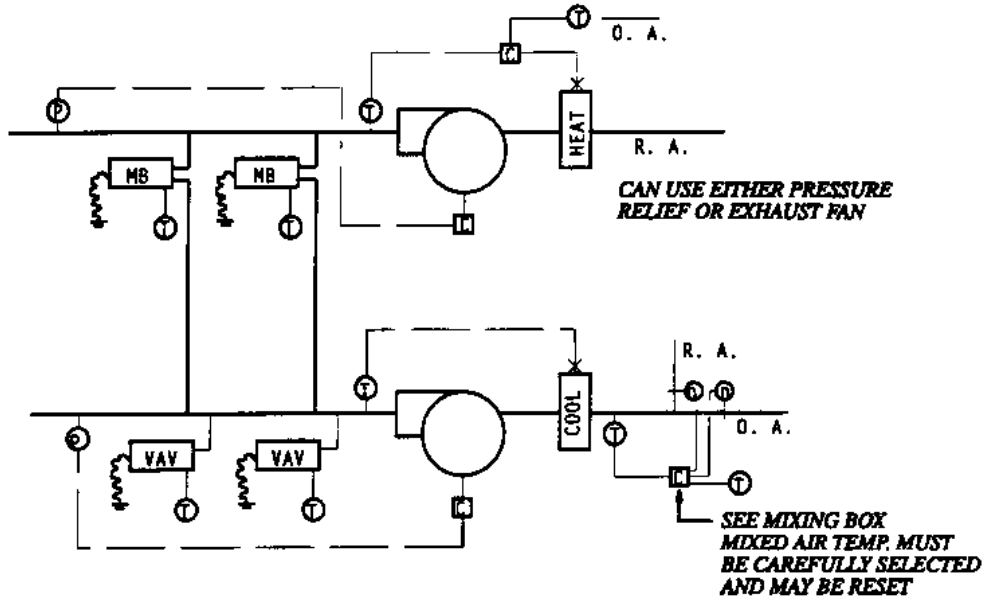 T
O. A.
C
P
T
HEAT
R. A.
MB
MB
CAN USE EITHER PRESSURE
RELIEF OR EXHAUST FAN
T
T
C
R. A.
T
COOL
O. A.
P
VAV
VAV
T
C
T
T
T
C
SEE MIXING BOX
MIXED AIR TEMP. MUST
BE CAREFULLY SELECTED
AND MAY BE RESET